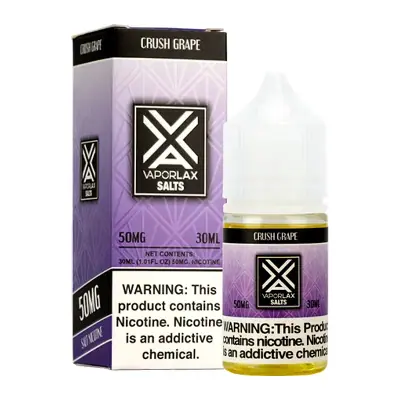 CRUSH GRAPE
VAPORLAX
SALTS
50MG 30ML
NET CONTENTS:
30ML (1.01FL OZ) 50MG. NICOTINE
WARNING: This
product contains
Nicotine. Nicotine
is an addictive
chemical.
50MG
SALT NICOTINE
CRUSH GRAPE
VAPORLAX
SALTS
50MG 30ML
WARNING:This Product
contains nicotine. Nicotine
is an addictive
chemical.